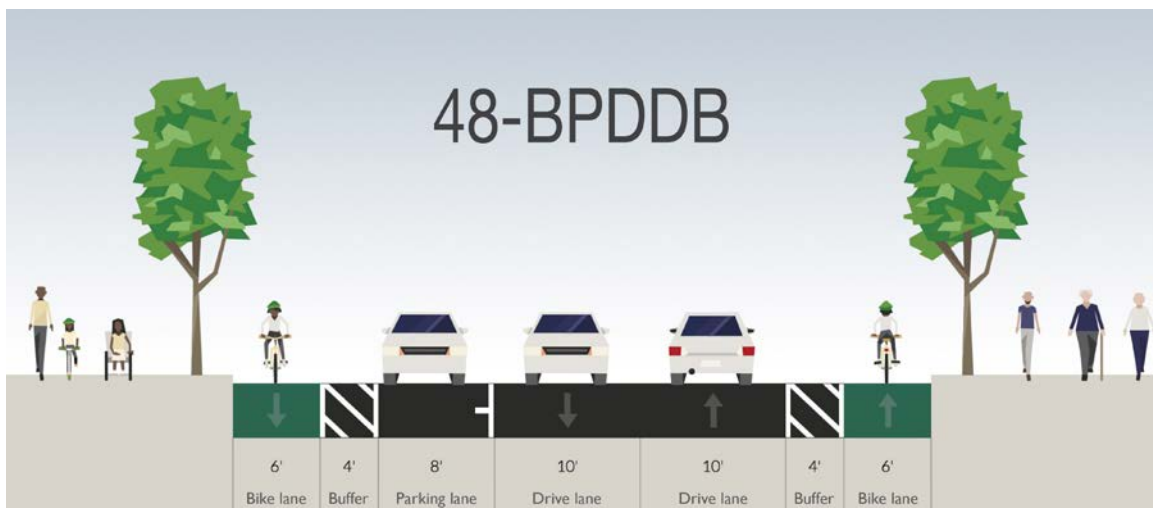 48-BPDDB
6' 4' 8' 10' 10' 4' 6'
Bike lane Buffer Parking lane Drive lane Drive lane Buffer Bike lane